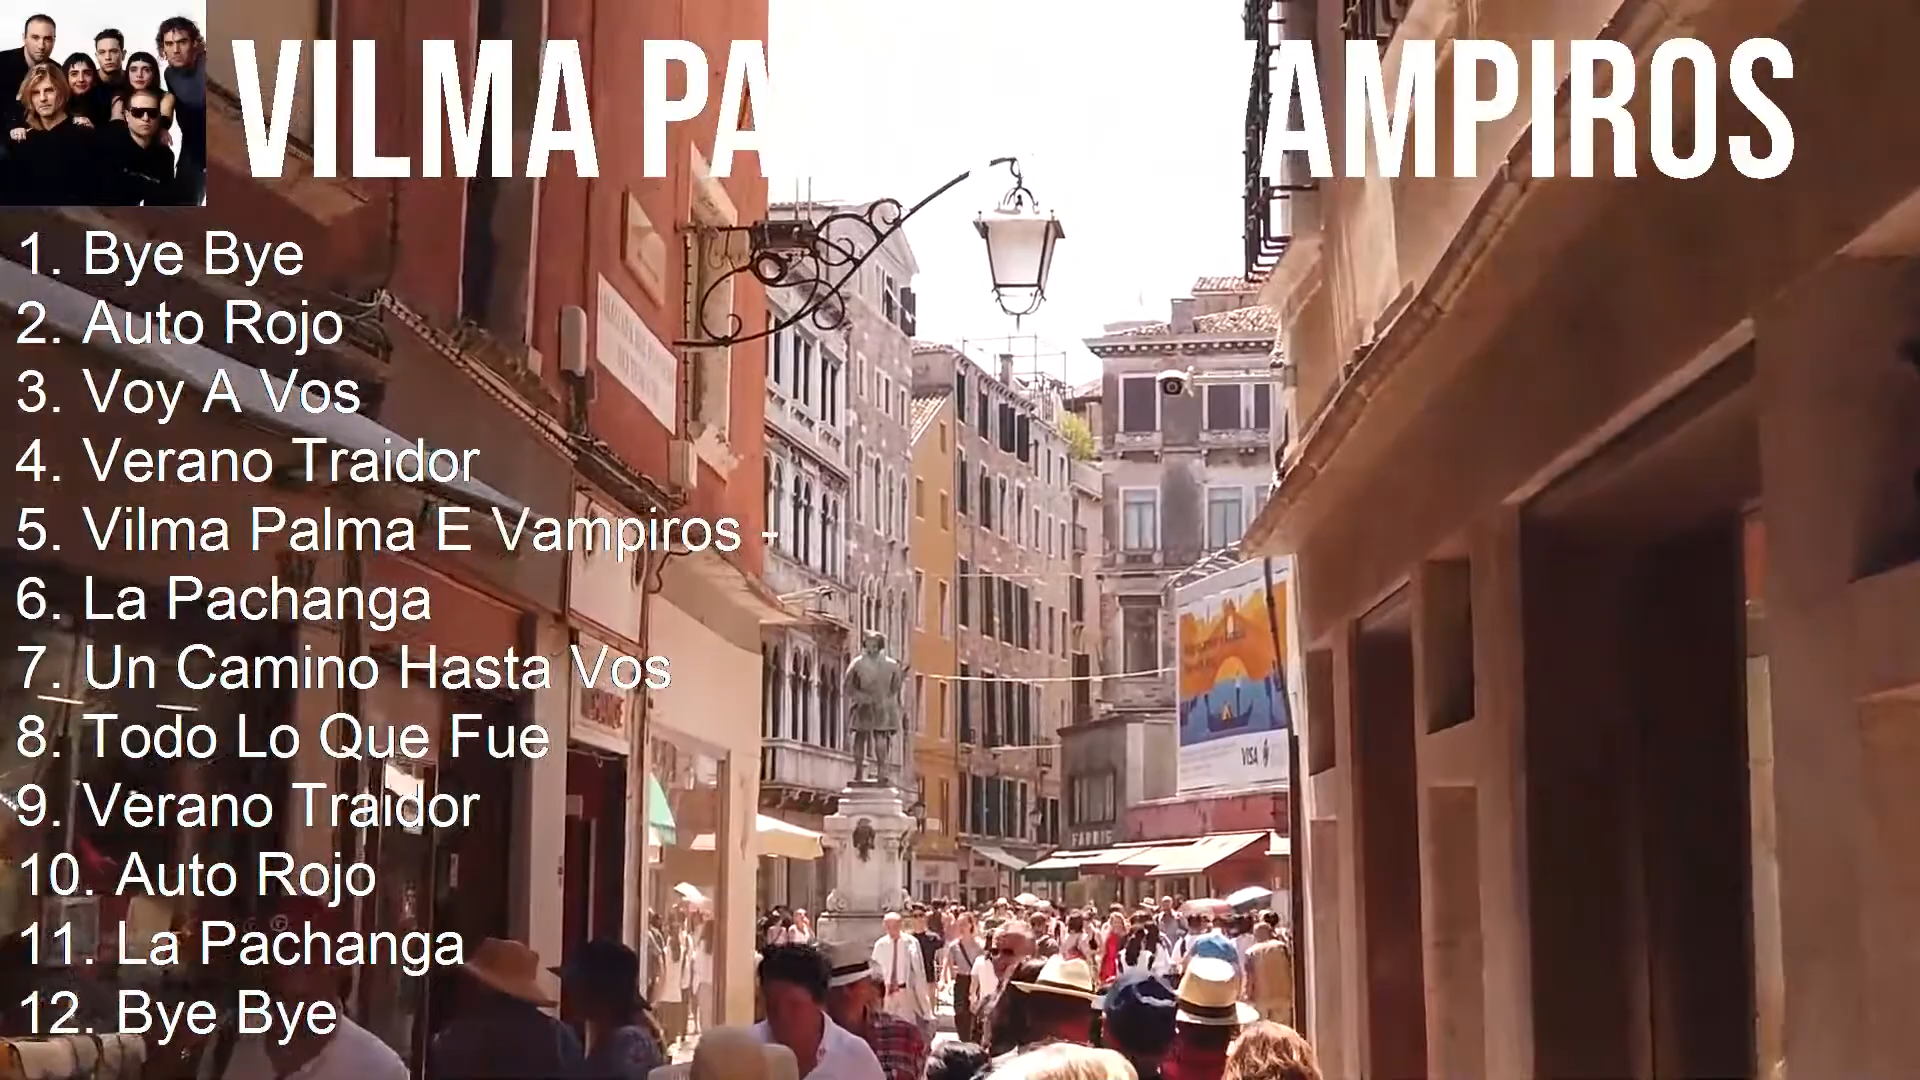 VILMA PA VAMPIROS
1. Bye Bye
2. Auto Rojo
3. Voy A Vos
4. Verano Traidor
5. Vilma Palma E Vampiros -
6. La Pachanga
7. Un Camino Hasta Vos
8. Todo Lo Que Fue
9. Verano Traidor
10. Auto Rojo
11. La Pachanga
12. Bye Bye
VISA